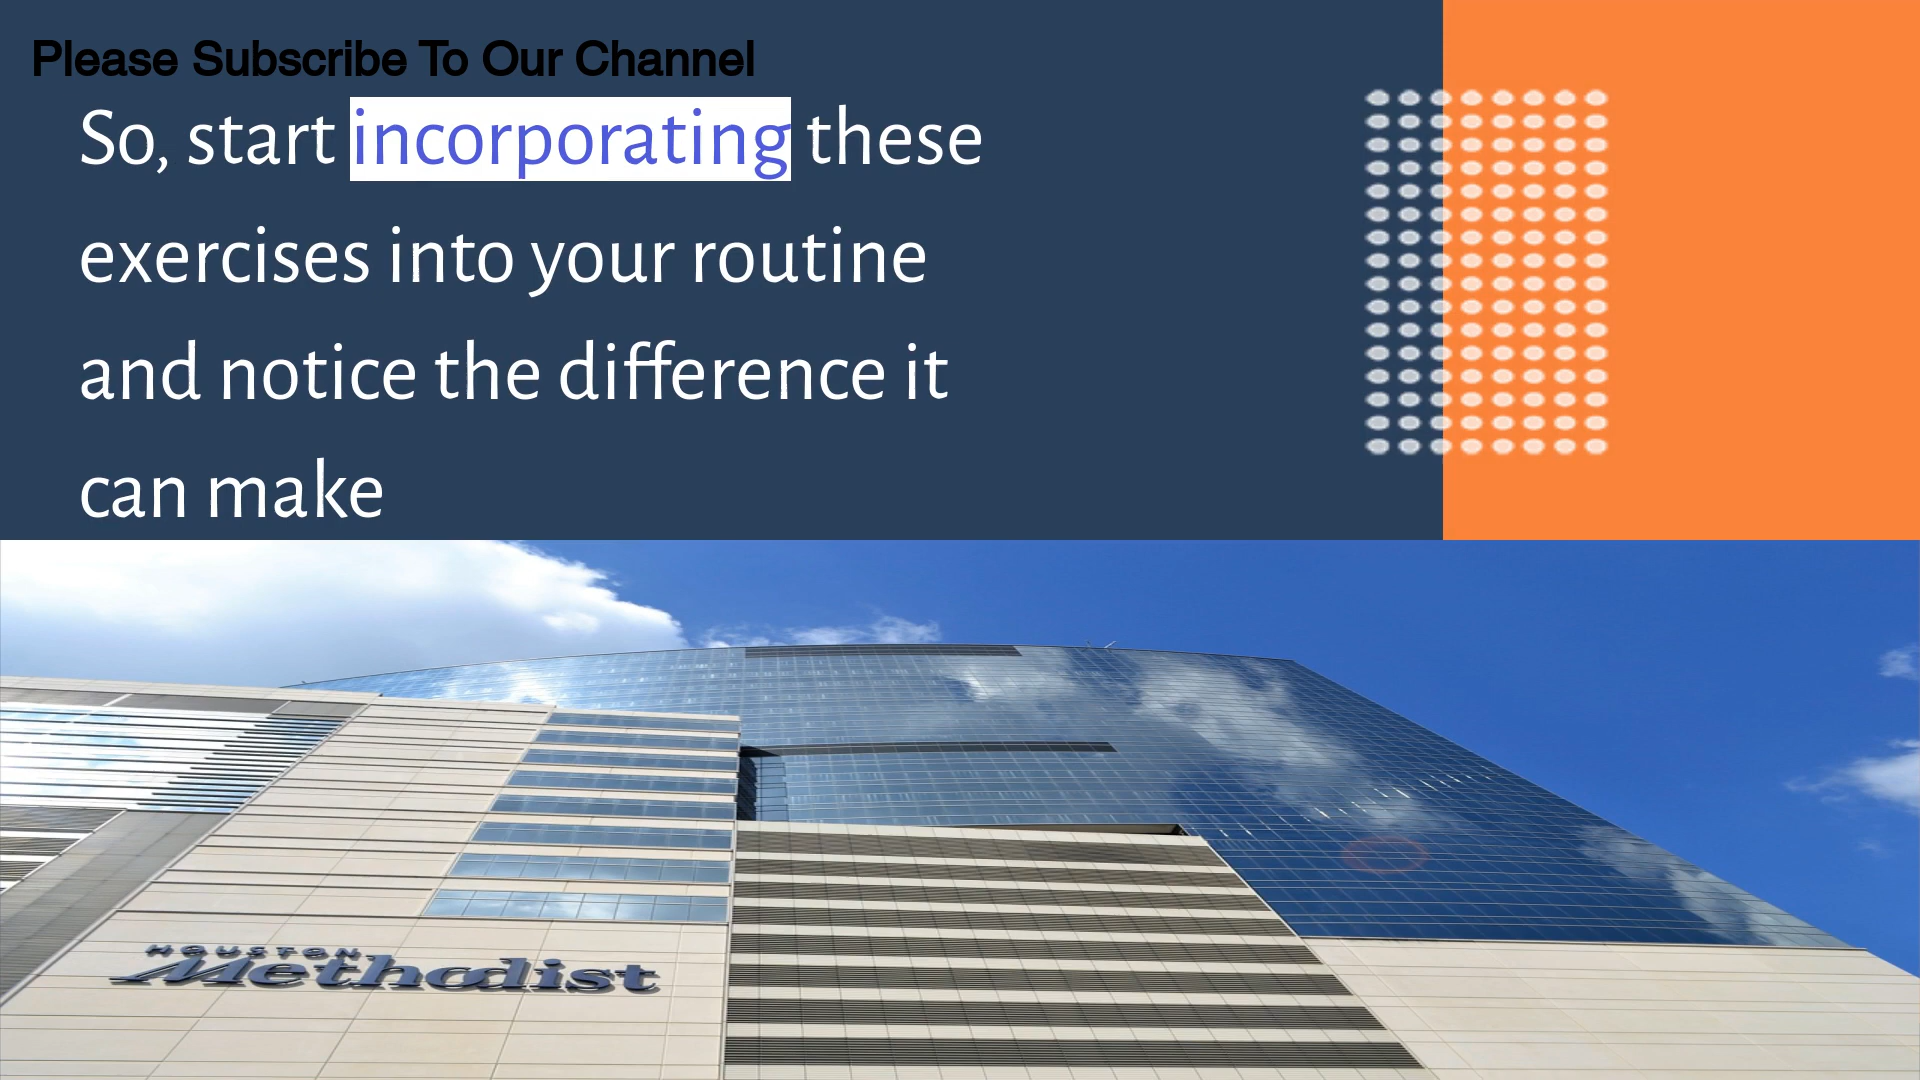 Please Subscribe To Our Channel
So, start incorporating these
exercises into your routine
and notice the difference it
can make
HOUSTON
Methodist